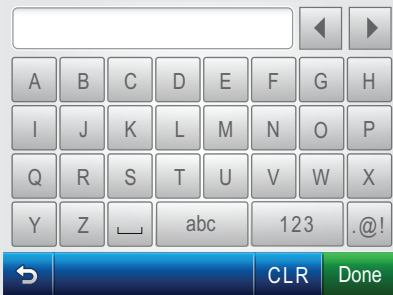 A B C D E F G H
I J K L M N O P
Q R S T U V W X
Y Z abc 123 .@!
CLR Done